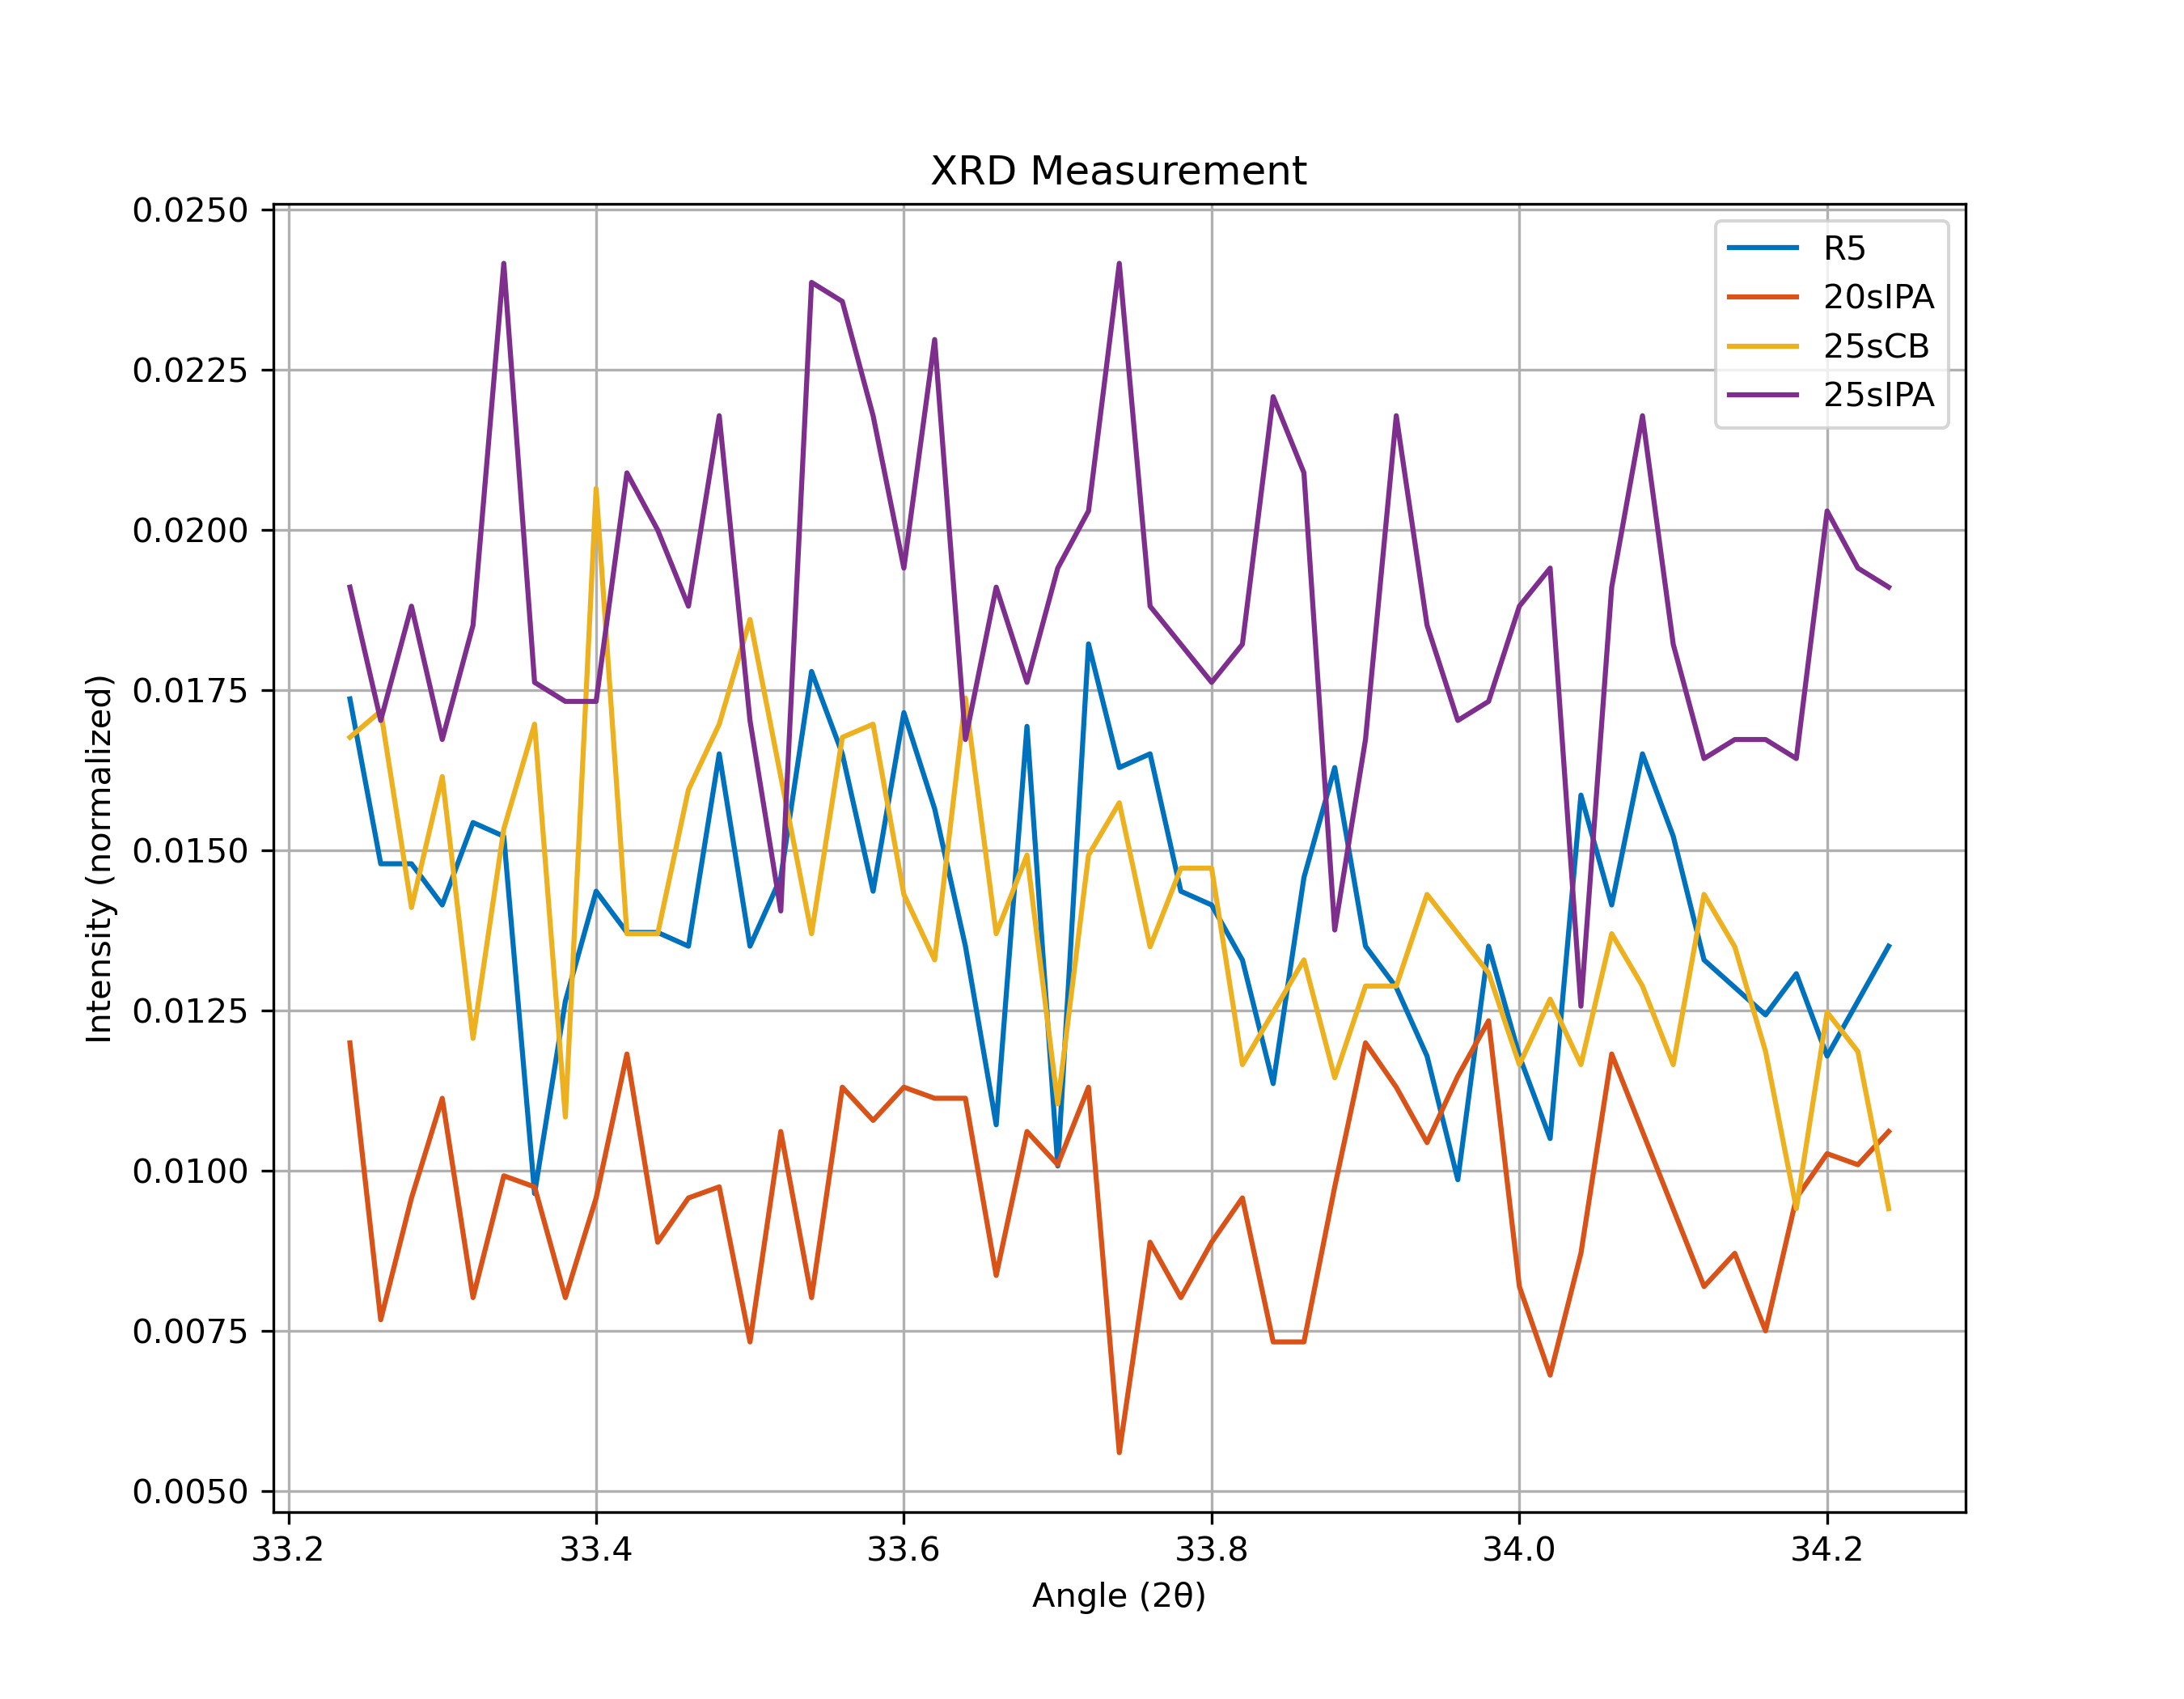 XRD Measurement
0.0250
0.0225
0.0200
0.0175
0.0150
0.0125
0.0100
0.0075
0.0050
Intensity (normalized)
R5
20sIPA
25sCB
25sIPA
33.2 33.4 33.6 33.8 34.0 34.2
Angle (2θ)